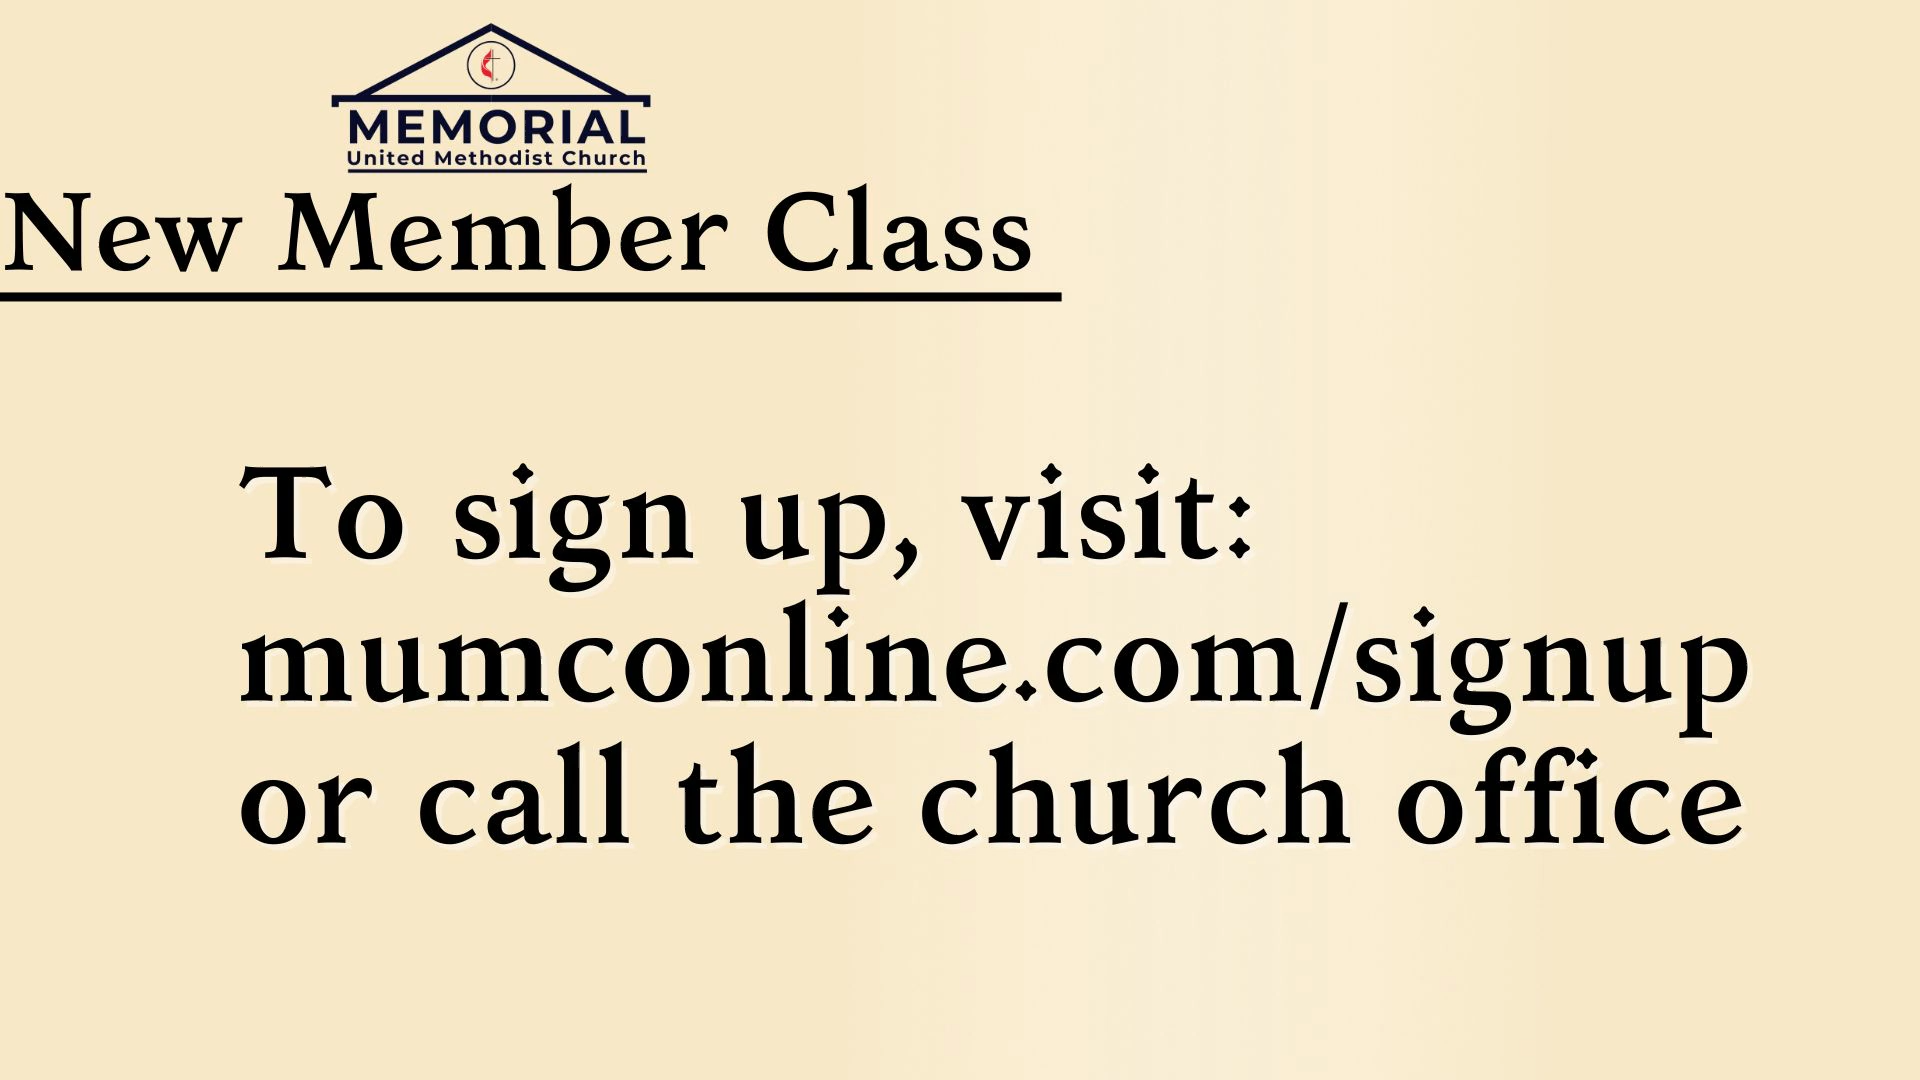 MEMORIAL
United Methodist Church
New Member Class
To sign up, visit:
mumconline.com/signup
or call the church office